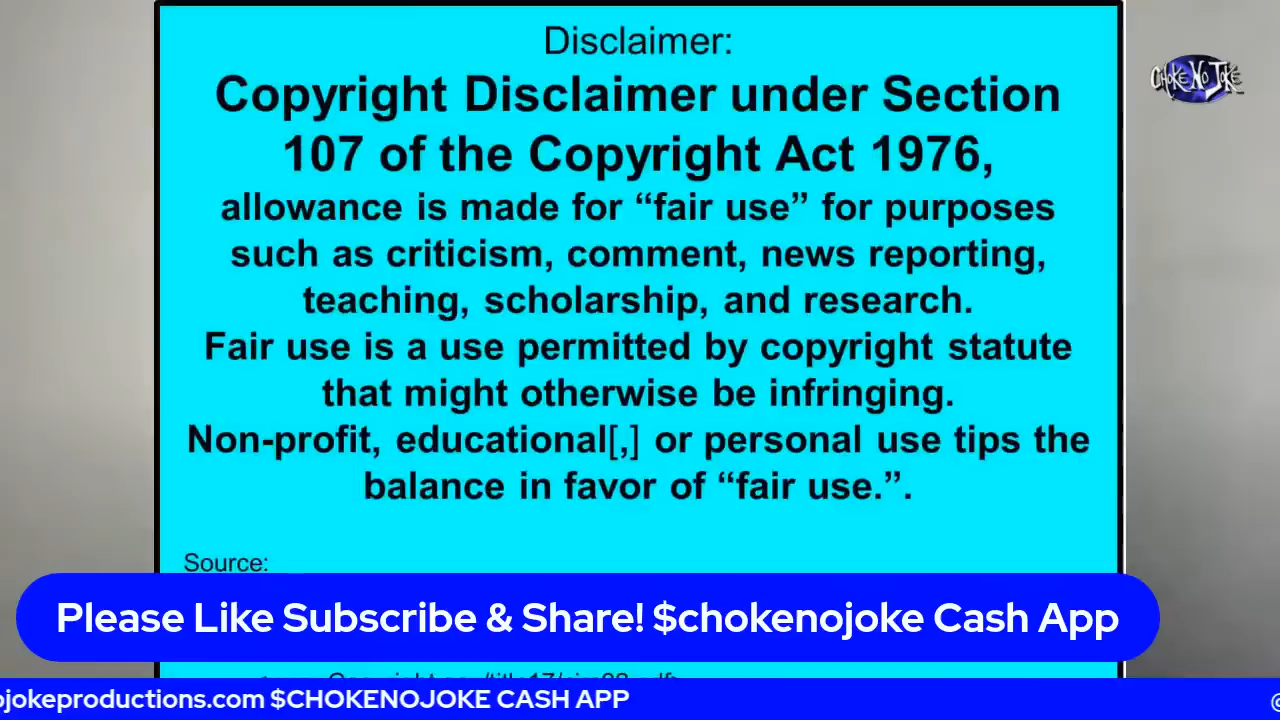 Disclaimer:
Copyright Disclaimer under Section
107 of the Copyright Act 1976,
allowance is made for “fair use” for purposes
such as criticism, comment, news reporting,
teaching, scholarship, and research.
Fair use is a use permitted by copyright statute
that might otherwise be infringing.
Non-profit, educational[,] or personal use tips the
balance in favor of “fair use.”.
CHOKE NO JOKE
Source:
Please Like Subscribe & Share! $chokenojoke Cash App
ojokeproductions.com $CHOKENOJOKE CASH APP